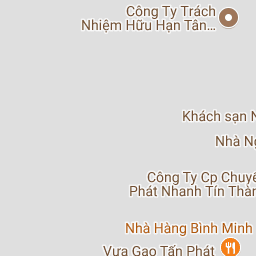 Công Ty Trách
Nhiệm Hữu Hạn Tân...
Khách sạn N
Nhà Ng
Công Ty Cp Chuyể
Phát Nhanh Tín Thàn
Nhà Hàng Bình Minh
Vựa Gạo Tấn Phát